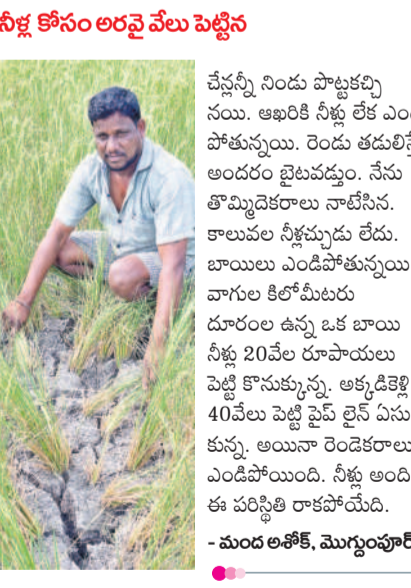 నీళ్ల కోసం అరవై వేలు పెట్టిన
చేన్లన్నీ నిండు పొట్టకచ్చి
నయి. ఆఖరికి నీళ్లు లేక
పోతున్నయి. రెండు తడులిస్తే
అందరం బైటవడ్తుం. నేను
తొమ్మిదెకరాలు నాటేసిన.
కాలువల నీళ్లచ్చుడు లేదు.
బాయిలు ఎండిపోతున్నయి
వాగుల కిలోమీటరు
దూరంల ఉన్న ఒక బాయి
నీళ్లు 20వేల రూపాయలు
పెట్టి కొనుక్కున్న. అక్కడికెళ్లి
40వేలు పెట్టి పైప్ లైన్ ఏసు
కున్న. అయినా రెండెకరాలు
ఎండిపోయింది. నీళ్లు అంది
ఈ పరిస్థితి రాకపోయేది.
- మంద అశోక్, మొగ్దుంపూర్